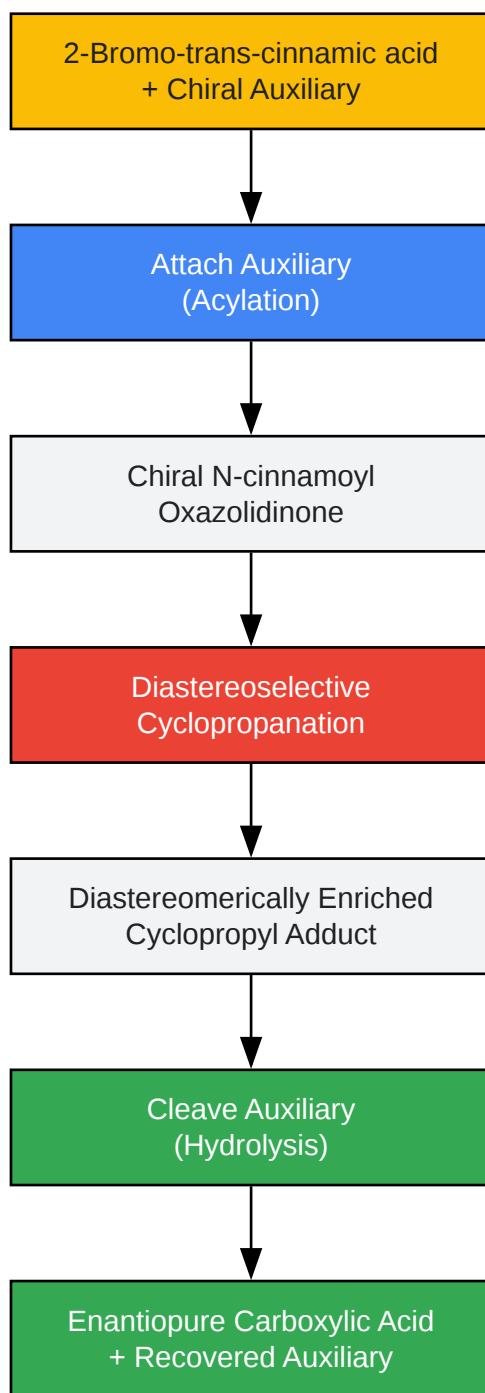 2-Bromo-trans-cinnamic acid
+ Chiral Auxiliary
Attach Auxiliary
(Acylation)
Chiral N-cinnamoyl
Oxazolidinone
Diastereoselective
Cyclopropanation
Diastereomerically Enriched
Cyclopropyl Adduct
Cleave Auxiliary
(Hydrolysis)
Enantiopure Carboxylic Acid
+ Recovered Auxiliary